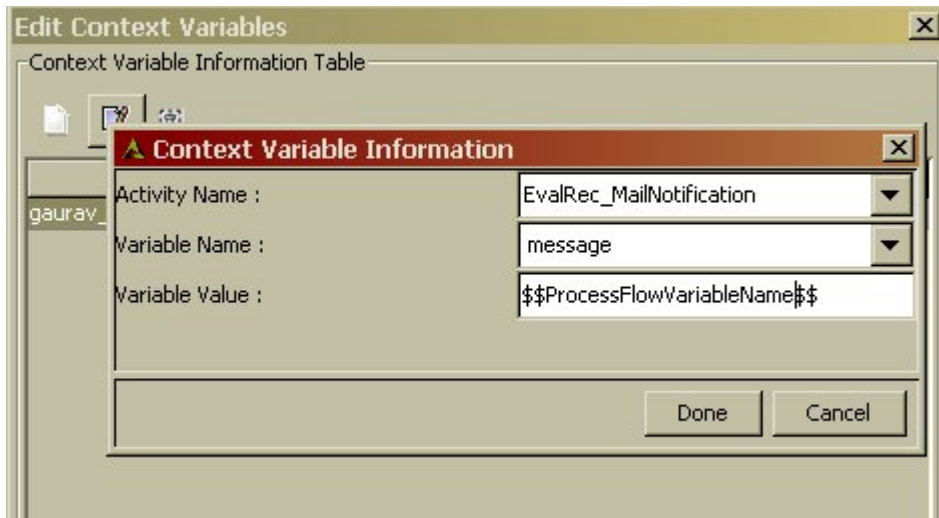 Edit Context Variables
Context Variable Information Table
Context Variable Information
Activity Name : EvalRec_MailNotification
gaurav_
Variable Name : message
Variable Value : $$ProcessFlowVariableName$$
Done Cancel